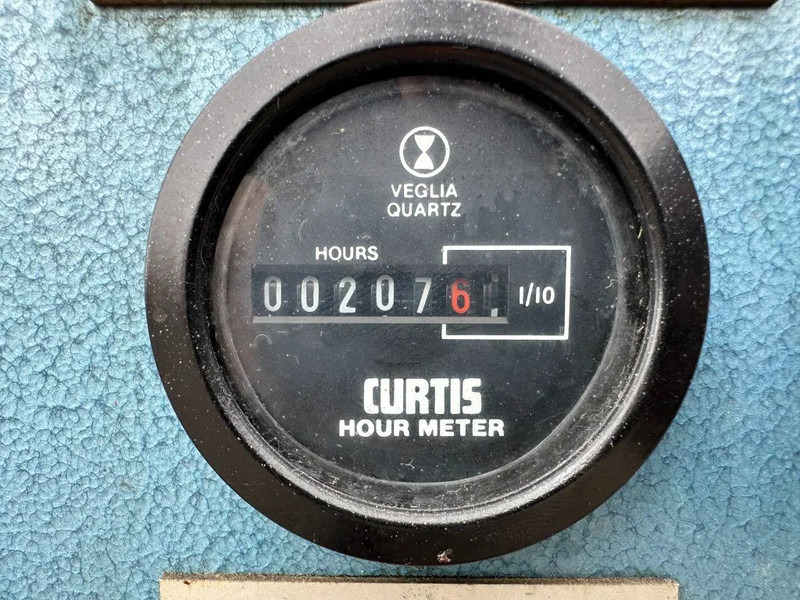 VEGLIA
QUARTZ
HOURS
002076 1/10
CURTIS
HOUR METER